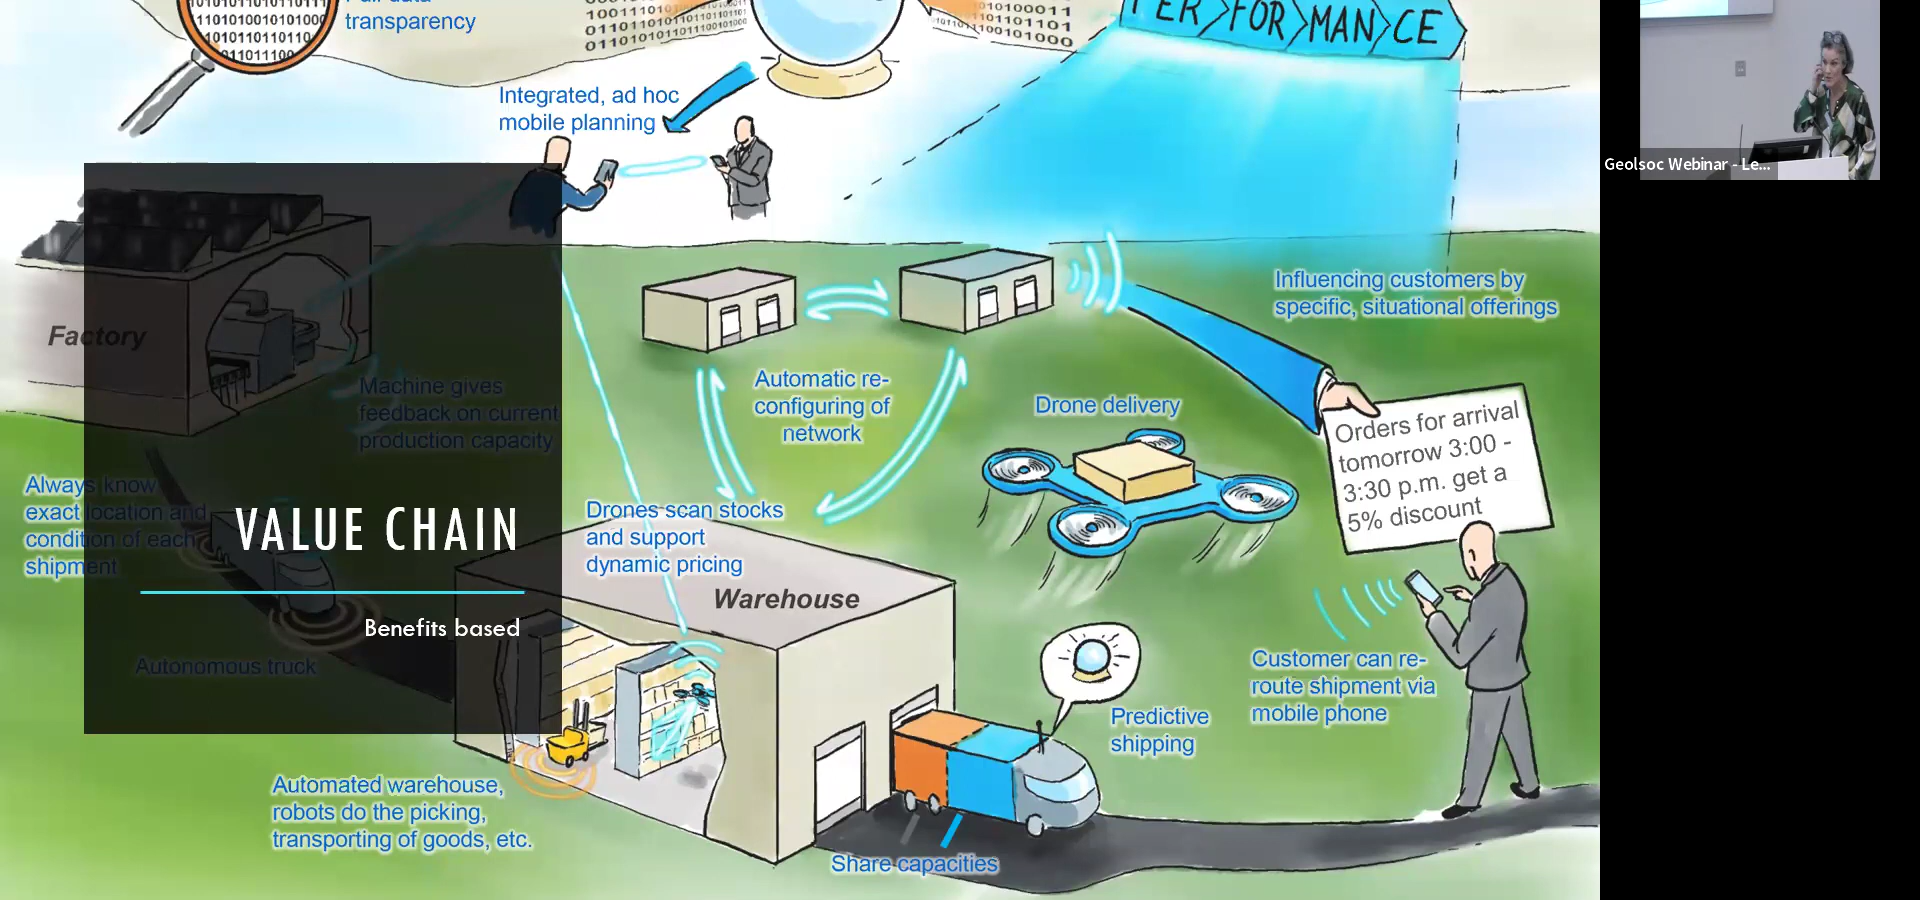 transparency
PER FOR MAN CE
Integrated, ad hoc
mobile planning
Geolsoc Webinar - Le...
Influencing customers by
specific, situational offerings
Factory
Machine gives
feedback on current
production capacity
Automatic re-
configuring of
network
Drone delivery
Orders for arrival
tomorrow 3:00 -
3:30 p.m. get a
5% discount
Always know
exact location and
condition of each
shipment
VALUE CHAIN
Benefits based
Autonomous truck
Drones scan stocks
and support
dynamic pricing
Warehouse
Customer can re-
route shipment via
mobile phone
Predictive
shipping
Automated warehouse,
robots do the picking,
transporting of goods, etc.
Share capacities